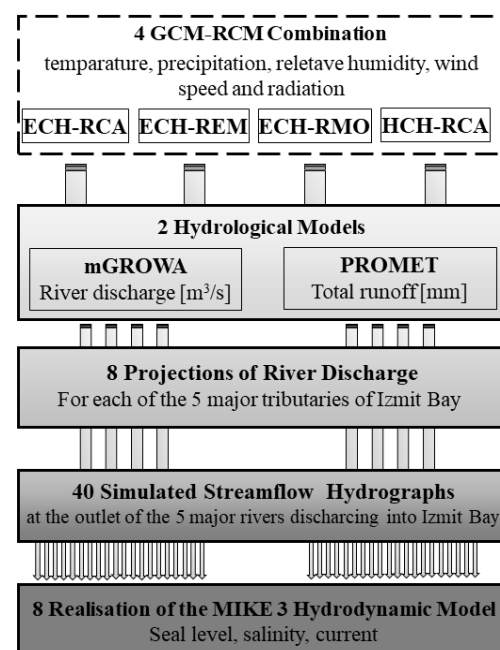 4 GCM-RCM Combination
temparature, precipitation, reletave humidity, wind
speed and radiation
ECH-RCA ECH-REM ECH-RMO HCH-RCA
2 Hydrological Models
mGROWA PROMET
River discharge [m³/s] Total runoff [mm]
8 Projections of River Discharge
For each of the 5 major tributaries of Izmit Bay
40 Simulated Streamflow Hydrographs
at the outlet of the 5 major rivers discharcing into Izmit Bay
8 Realisation of the MIKE 3 Hydrodynamic Model
Seal level, salinity, current